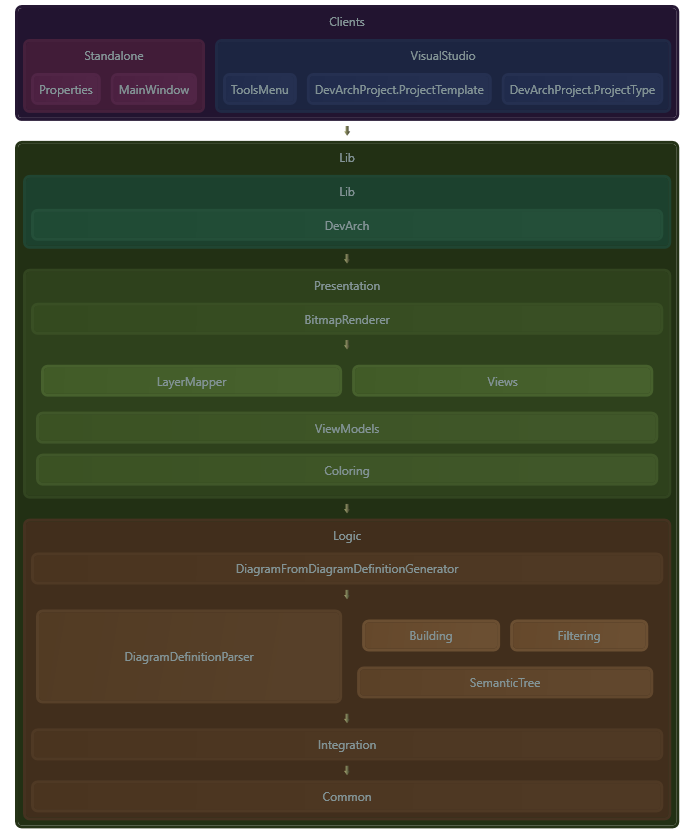 Clients
Standalone
VisualStudio
Properties
MainWindow
ToolsMenu
DevArchProject.ProjectTemplate
DevArchProject.ProjectType
Lib
Lib
DevArch
Presentation
BitmapRenderer
LayerMapper
Views
ViewModels
Coloring
Logic
DiagramFromDiagramDefinitionGenerator
DiagramDefinitionParser
Building
Filtering
SemanticTree
Integration
Common